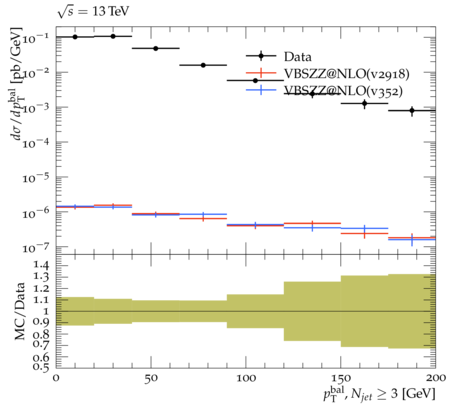 √s = 13 TeV
dσ/dp_T^bal [pb/GeV]
10⁻¹
10⁻²
10⁻³
10⁻⁴
10⁻⁵
10⁻⁶
10⁻⁷
Data
VBSZZ@NLO(v2918)
VBSZZ@NLO(v352)
MC/Data
1.4
1.3
1.2
1.1
1
0.9
0.8
0.7
0.6
0.5
0 50 100 150 200
p_T^bal, N_jet ≥ 3 [GeV]